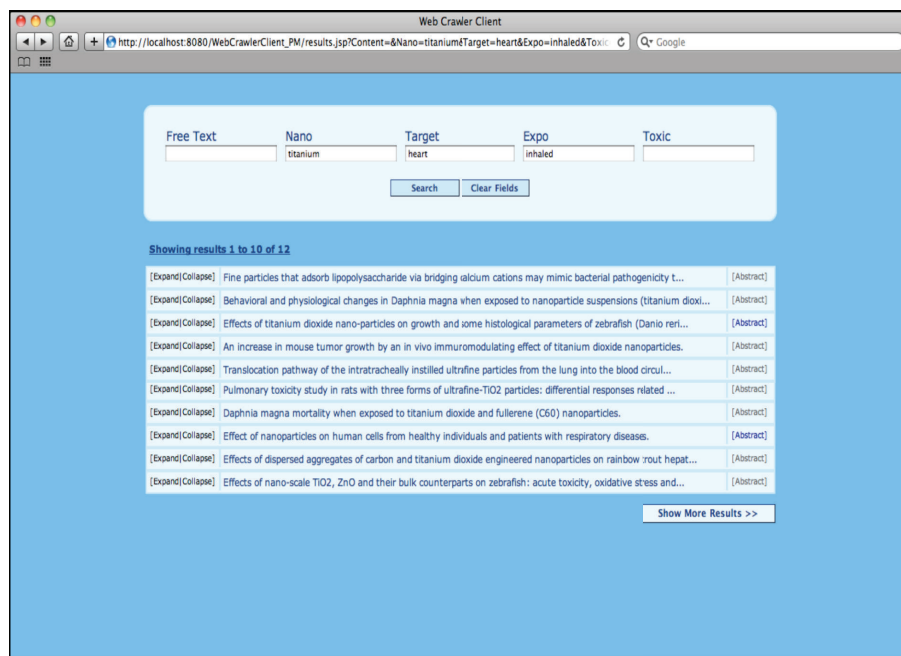 Web Crawler Client
http://localhost:8080/WebCrawlerClient_PM/results.jsp?Content=&Nano=titanium&Target=heart&Expo=inhaled&Toxic
Google
Free Text Nano Target Expo Toxic
titanium heart inhaled
Search Clear Fields
Showing results 1 to 10 of 12
[Expand|Collapse] Fine particles that adsorb lipopolysaccharide via bridging calcium cations may mimic bacterial pathogenicity t... [Abstract]
[Expand|Collapse] Behavioral and physiological changes in Daphnia magna when exposed to nanoparticle suspensions (titanium dioxi... [Abstract]
[Expand|Collapse] Effects of titanium dioxide nano-particles on growth and some histological parameters of zebrafish (Danio reri... [Abstract]
[Expand|Collapse] An increase in mouse tumor growth by an in vivo immuromodulating effect of titanium dioxide nanoparticles. [Abstract]
[Expand|Collapse] Translocation pathway of the intratracheally instilled ultrafine particles from the lung into the blood circul... [Abstract]
[Expand|Collapse] Pulmonary toxicity study in rats with three forms of ultrafine-TiO2 particles: differential responses related ... [Abstract]
[Expand|Collapse] Daphnia magna mortality when exposed to titanium dioxide and fullerene (C60) nanoparticles. [Abstract]
[Expand|Collapse] Effect of nanoparticles on human cells from healthy individuals and patients with respiratory diseases. [Abstract]
[Expand|Collapse] Effects of dispersed aggregates of carbon and titanium dioxide engineered nanoparticles on rainbow trout hepat... [Abstract]
[Expand|Collapse] Effects of nano-scale TiO2, ZnO and their bulk counterparts on zebrafish: acute toxicity, oxidative stress and... [Abstract]
Show More Results >>